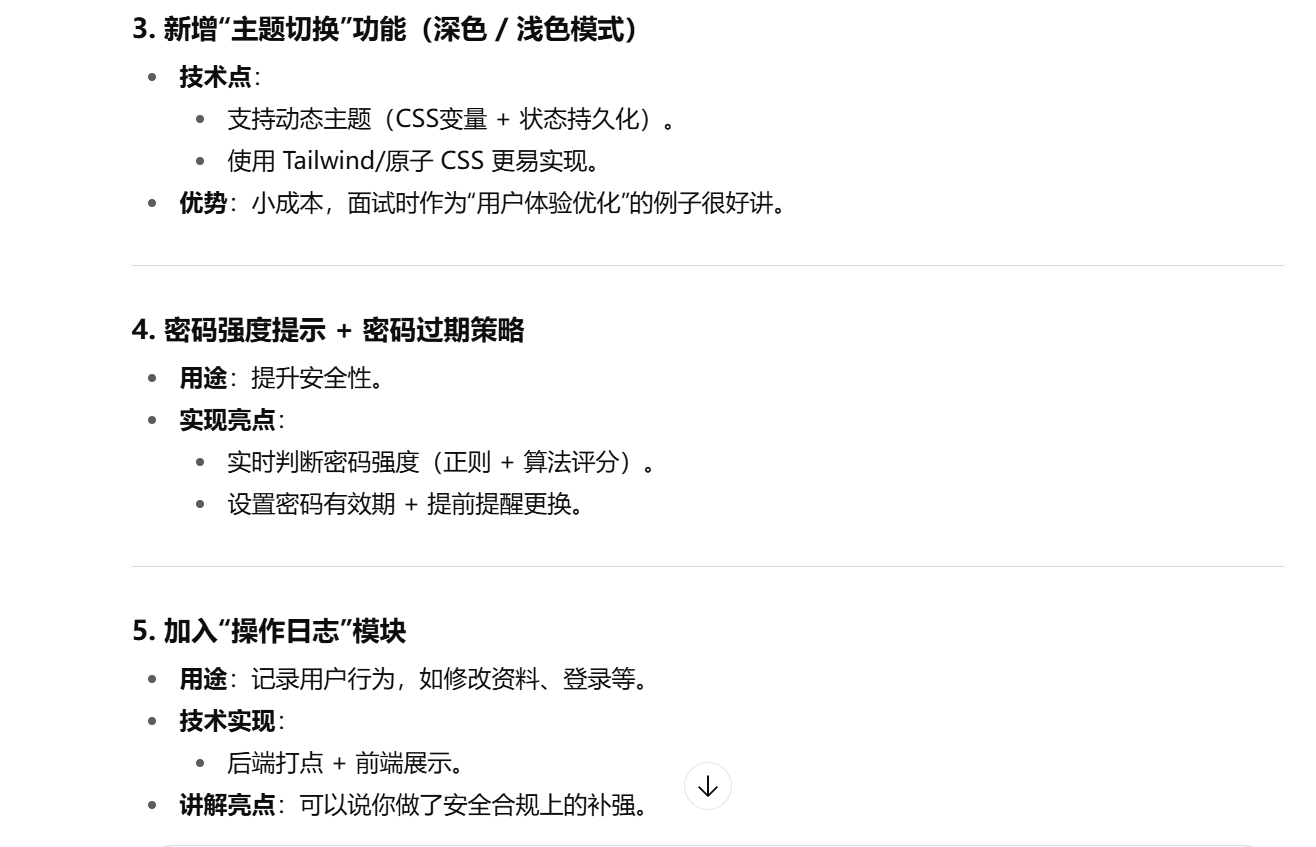 3. 新增“主题切换”功能（深色 / 浅色模式）
技术点：
支持动态主题（CSS变量 + 状态持久化）。
使用 Tailwind/原子 CSS 更易实现。
优势：小成本，面试时作为“用户体验优化”的例子很好讲。
4. 密码强度提示 + 密码过期策略
用途：提升安全性。
实现亮点：
实时判断密码强度（正则 + 算法评分）。
设置密码有效期 + 提前提醒更换。
5. 加入“操作日志”模块
用途：记录用户行为，如修改资料、登录等。
技术实现：
后端打点 + 前端展示。
讲解亮点：可以说你做了安全合规上的补强。